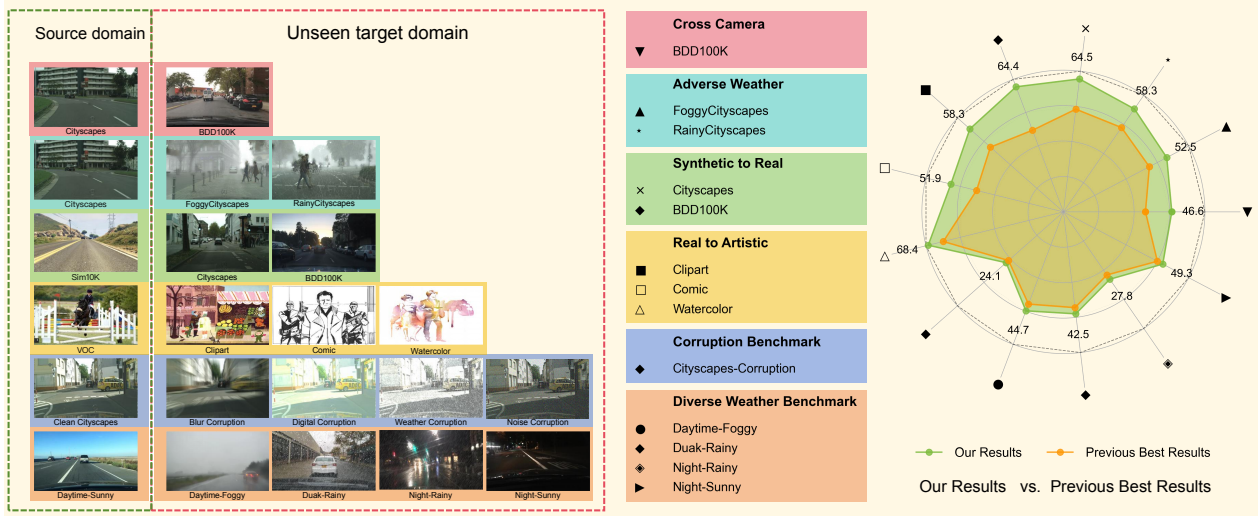 Source domain
Unseen target domain
Cityscapes
BDD100K
Cityscapes
FoggyCityscapes
RainyCityscapes
Sim10K
Cityscapes
BDD100K
VOC
Clipart
Comic
Watercolor
Clean Cityscapes
Blur Corruption
Digital Corruption
Weather Corruption
Noise Corruption
Daytime-Sunny
Daytime-Foggy
Duak-Rainy
Night-Rainy
Night-Sunny
Cross Camera
BDD100K
Adverse Weather
FoggyCityscapes
RainyCityscapes
Synthetic to Real
Cityscapes
BDD100K
Real to Artistic
Clipart
Comic
Watercolor
Corruption Benchmark
Cityscapes-Corruption
Diverse Weather Benchmark
Daytime-Foggy
Duak-Rainy
Night-Rainy
Night-Sunny
64.4
64.5
58.3
58.3
52.5
51.9
46.6
68.4
49.3
24.1
27.8
44.7
42.5
Our Results
Previous Best Results
Our Results vs. Previous Best Results